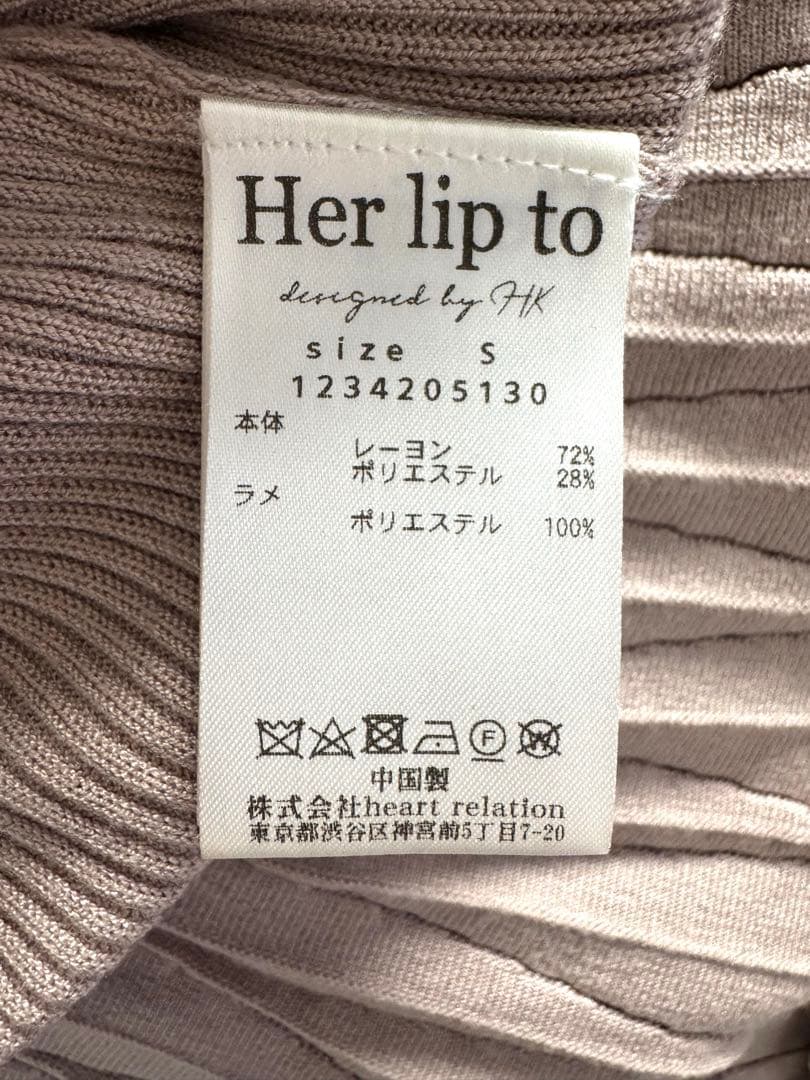 Her lip to
designed by HK
size S
1234205130
本体
レーヨン 72%
ポリエステル 28%
ラメ
ポリエステル 100%
F W
中国製
株式会社heart relation
東京都渋谷区神宮前5丁目7-20